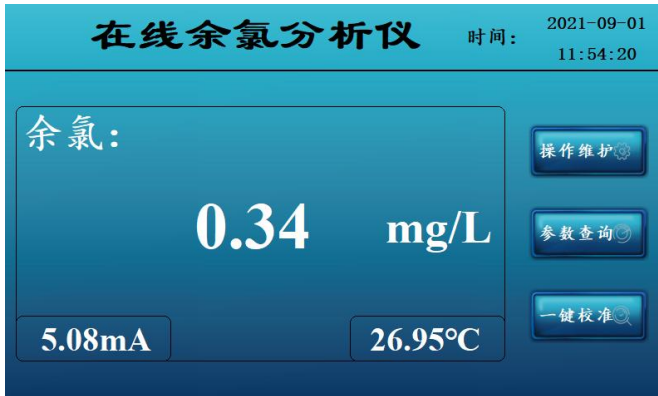 在线余氯分析仪 时间: 2021-09-01
11:54:20
余氯:
操作维护
0.34 mg/L
参数查询
一键校准
5.08mA 26.95℃